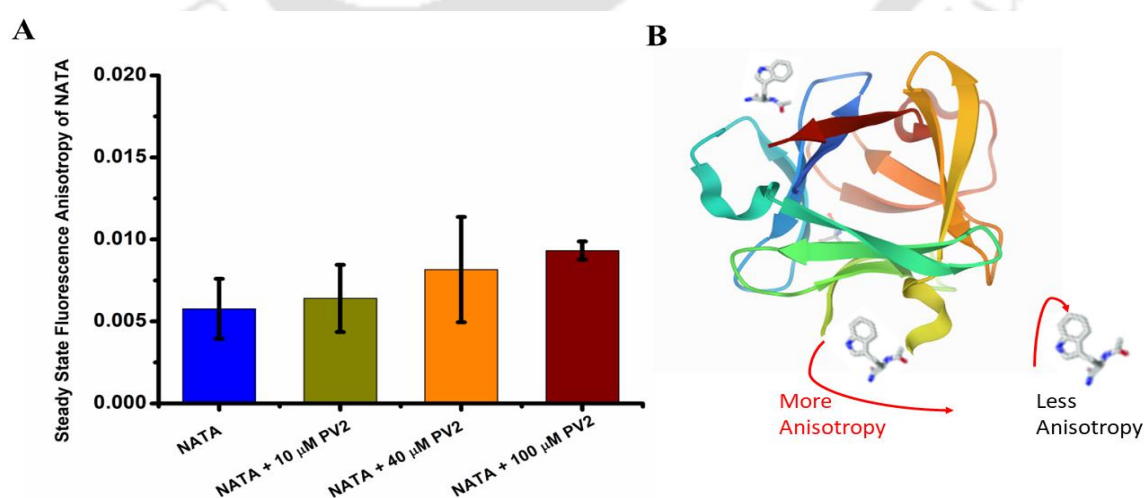 A
Steady State Fluorescence Anisotropy of NATA
0.020
0.015
0.010
0.005
0.000
NATA
NATA + 10 μM PV2
NATA + 40 μM PV2
NATA + 100 μM PV2
B
More
Anisotropy
Less
Anisotropy